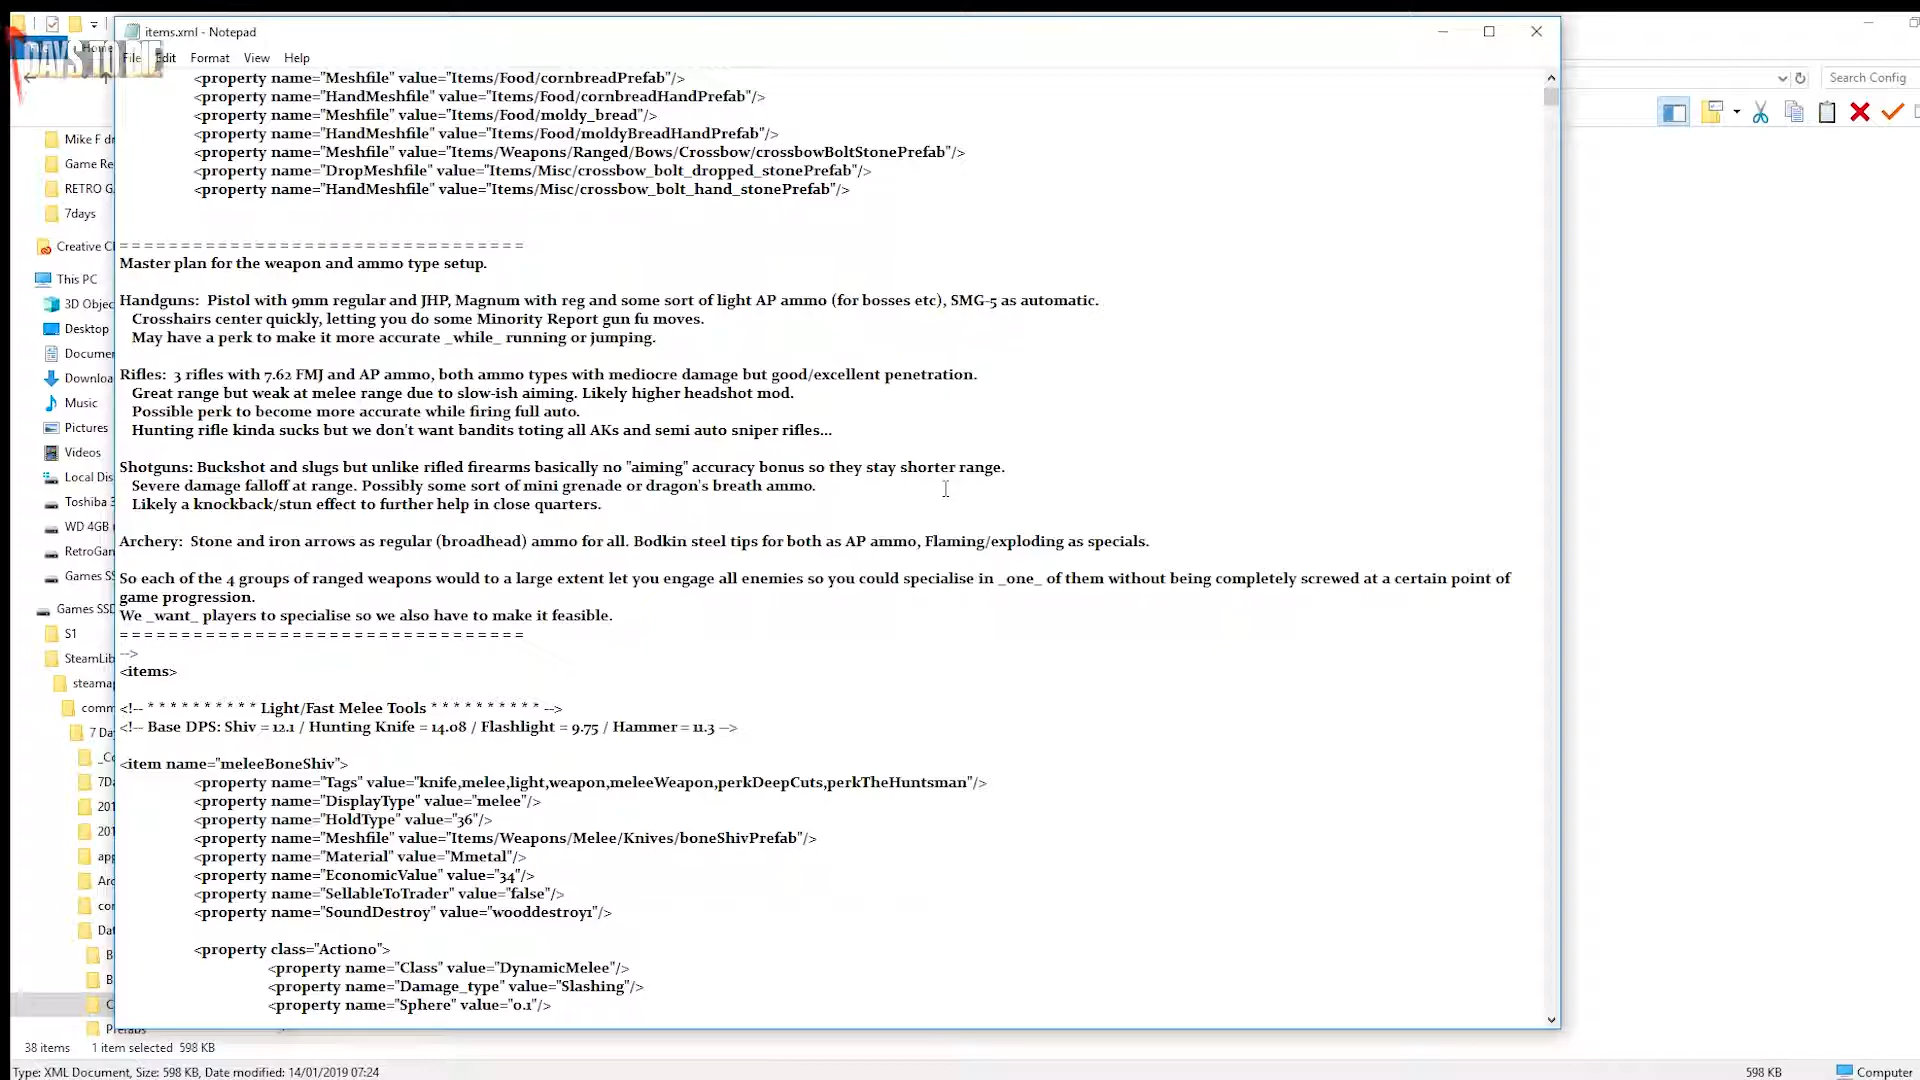 items.xml - Notepad
DAYS TO DIE
File Edit Format View Help
Search Config
<property name="Meshfile" value="Items/Food/cornbreadPrefab"/>
<property name="HandMeshfile" value="Items/Food/cornbreadHandPrefab"/>
<property name="Meshfile" value="Items/Food/moldy_bread"/>
<property name="HandMeshfile" value="Items/Food/moldyBreadHandPrefab"/>
<property name="Meshfile" value="Items/Weapons/Ranged/Bows/Crossbow/crossbowBoltStonePrefab"/>
<property name="DropMeshfile" value="Items/Misc/crossbow_bolt_dropped_stonePrefab"/>
<property name="HandMeshfile" value="Items/Misc/crossbow_bolt_hand_stonePrefab"/>
=================================
Master plan for the weapon and ammo type setup.
Handguns: Pistol with 9mm regular and JHP, Magnum with reg and some sort of light AP ammo (for bosses etc), SMG-5 as automatic.
Crosshairs center quickly, letting you do some Minority Report gun fu moves.
May have a perk to make it more accurate _while_ running or jumping.
Rifles: 3 rifles with 7.62 FMJ and AP ammo, both ammo types with mediocre damage but good/excellent penetration.
Great range but weak at melee range due to slow-ish aiming. Likely higher headshot mod.
Possible perk to become more accurate while firing full auto.
Hunting rifle kinda sucks but we don't want bandits toting all AKs and semi auto sniper rifles...
Shotguns: Buckshot and slugs but unlike rifled firearms basically no "aiming" accuracy bonus so they stay shorter range.
Severe damage falloff at range. Possibly some sort of mini grenade or dragon's breath ammo.
Likely a knockback/stun effect to further help in close quarters.
Archery: Stone and iron arrows as regular (broadhead) ammo for all. Bodkin steel tips for both as AP ammo, Flaming/exploding as specials.
So each of the 4 groups of ranged weapons would to a large extent let you engage all enemies so you could specialise in _one_ of them without being completely screwed at a certain point of
game progression.
We _want_ players to specialise so we also have to make it feasible.
=================================
-->
<items>
<!-- * * * * * * * * * * Light/Fast Melee Tools * * * * * * * * * * -->
<!-- Base DPS: Shiv = 12.1 / Hunting Knife = 14.08 / Flashlight = 9.75 / Hammer = 11.3 -->
<item name="meleeBoneShiv">
<property name="Tags" value="knife,melee,light,weapon,meleeWeapon,perkDeepCuts,perkTheHuntsman"/>
<property name="DisplayType" value="melee"/>
<property name="HoldType" value="36"/>
<property name="Meshfile" value="Items/Weapons/Melee/Knives/boneShivPrefab"/>
<property name="Material" value="Mmetal"/>
<property name="EconomicValue" value="34"/>
<property name="SellableToTrader" value="false"/>
<property name="SoundDestroy" value="wooddestroy1"/>
<property class="Action0">
<property name="Class" value="DynamicMelee"/>
<property name="Damage_type" value="Slashing"/>
<property name="Sphere" value="0.1"/>
Mike F dr
Game Re
RETRO G
7days
Creative Cl
This PC
3D Objec
Desktop
Documen
Downloa
Music
Pictures
Videos
Local Dis
Toshiba 3
WD 4GB
RetroGan
Games SS
Games SSD
S1
SteamLib
steama
comm
7 Day
_Co
7Da
201
201
app
Arc
con
Dat
B
B
C
Prefabs
38 items 1 item selected 598 KB
Type: XML Document, Size: 598 KB, Date modified: 14/01/2019 07:24
598 KB
Computer